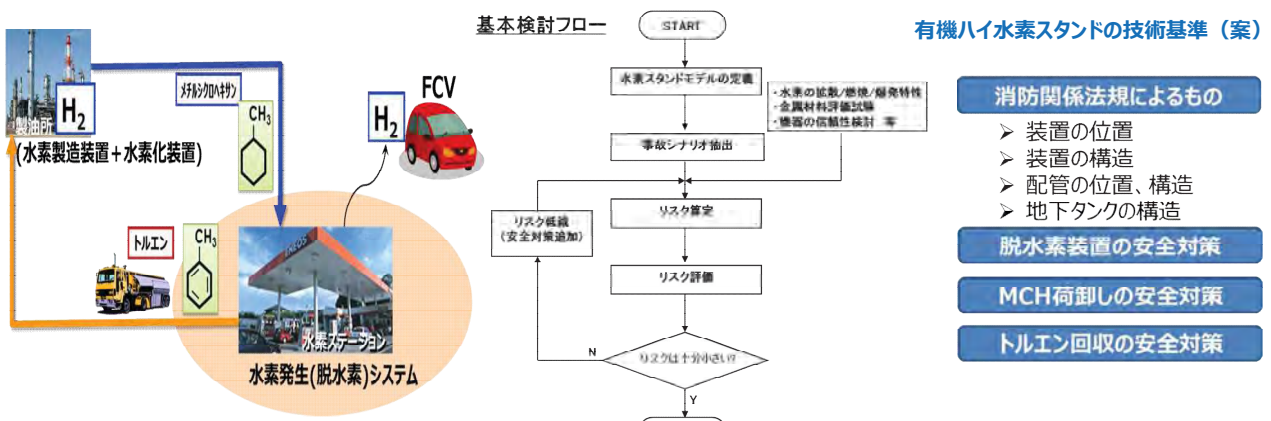 H2
製油所
(水素製造装置+水素化装置)
メチルシクロヘキサン
CH3
H2
FCV
トルエン
CH3
ENEOS
水素ステーション
水素発生(脱水素)システム
基本検討フロー
START
水素スタンドモデルの定義
・水素の拡散/燃焼/爆発特性
・金属材料評価試験
・機器の信頼性検討 等
事故シナリオ抽出
リスク算定
リスク低減
(安全対策追加)
リスク評価
リスクは十分小さい?
N
Y
有機ハイ水素スタンドの技術基準(案)
消防関係法規によるもの
➢ 装置の位置
➢ 装置の構造
➢ 配管の位置、構造
➢ 地下タンクの構造
脱水素装置の安全対策
MCH荷卸しの安全対策
トルエン回収の安全対策